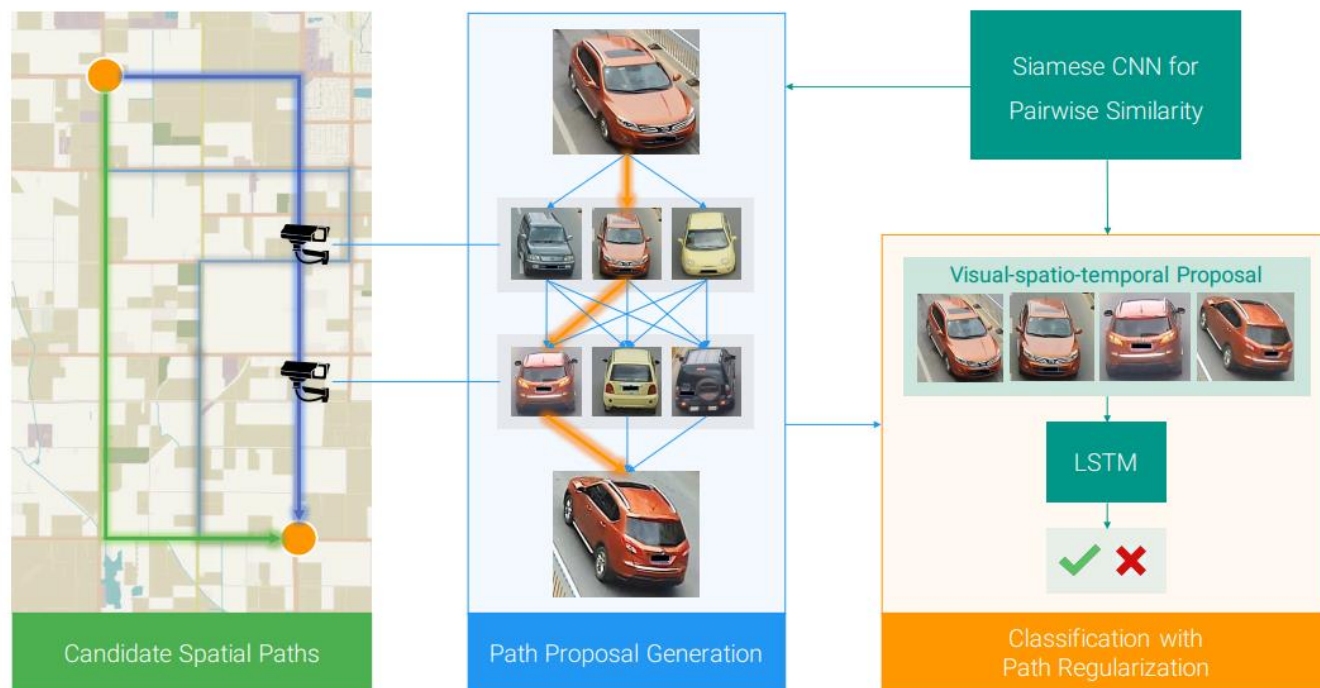 Siamese CNN for
Pairwise Similarity
Visual-spatio-temporal Proposal
LSTM
Candidate Spatial Paths
Path Proposal Generation
Classification with
Path Regularization